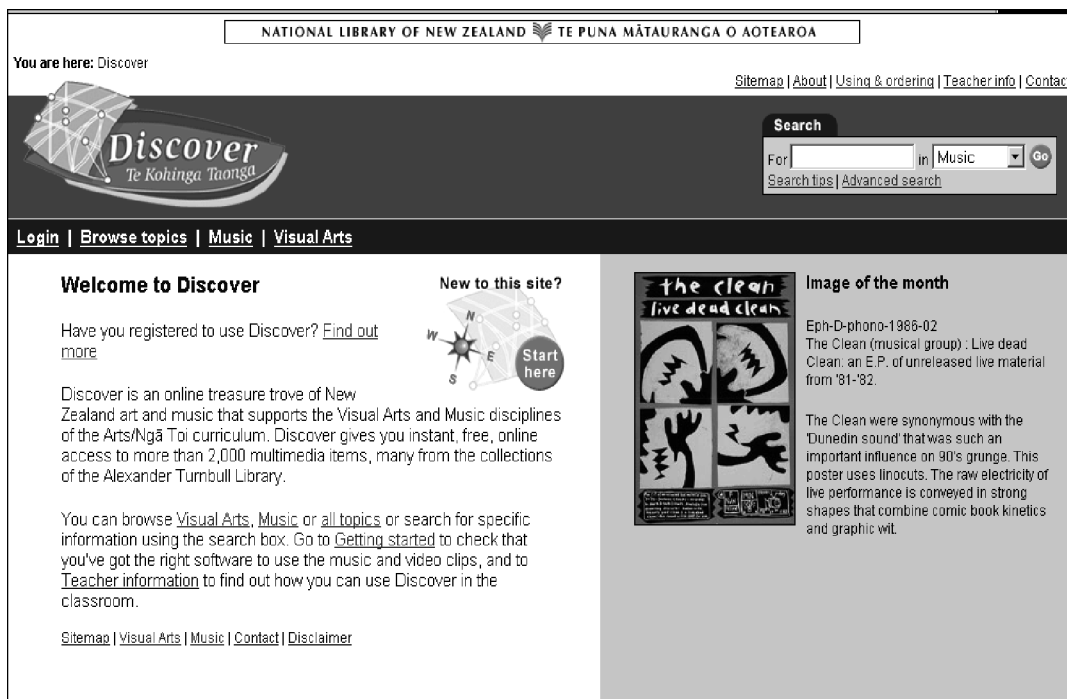 NATIONAL LIBRARY OF NEW ZEALAND TE PUNA MĀTAURANGA O AOTEAROA
You are here: Discover
Sitemap | About | Using & ordering | Teacher info | Contac
Discover
Te Kohinga Taonga
Search
For in Music Go
Search tips | Advanced search
Login | Browse topics | Music | Visual Arts
Welcome to Discover
New to this site?
N
W
E
S
Start
here
Have you registered to use Discover? Find out
more
Discover is an online treasure trove of New
Zealand art and music that supports the Visual Arts and Music disciplines
of the Arts/Ngā Toi curriculum. Discover gives you instant, free, online
access to more than 2,000 multimedia items, many from the collections
of the Alexander Turnbull Library.
You can browse Visual Arts, Music or all topics or search for specific
information using the search box. Go to Getting started to check that
you've got the right software to use the music and video clips, and to
Teacher information to find out how you can use Discover in the
classroom.
Sitemap | Visual Arts | Music | Contact | Disclaimer
the clean
live dead clean
Image of the month
Eph-D-phono-1986-02
The Clean (musical group) : Live dead
Clean: an E.P. of unreleased live material
from '81-'82.
The Clean were synonymous with the
'Dunedin sound' that was such an
important influence on 90's grunge. This
poster uses linocuts. The raw electricity of
live performance is conveyed in strong
shapes that combine comic book kinetics
and graphic wit.